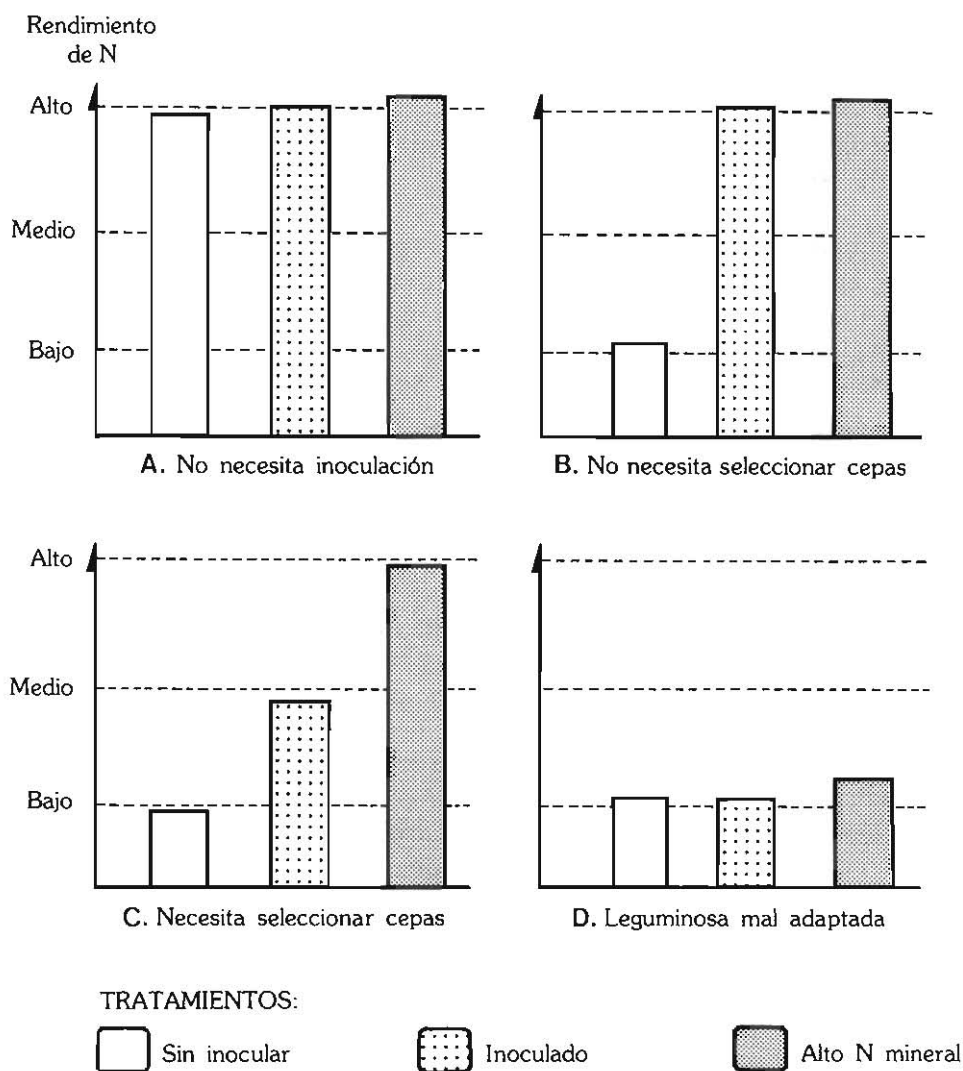 Rendimiento
de N
Alto
Medio
Bajo
A. No necesita inoculación
B. No necesita seleccionar cepas
Alto
Medio
Bajo
C. Necesita seleccionar cepas
D. Leguminosa mal adaptada
TRATAMIENTOS:
Sin inocular
Inoculado
Alto N mineral